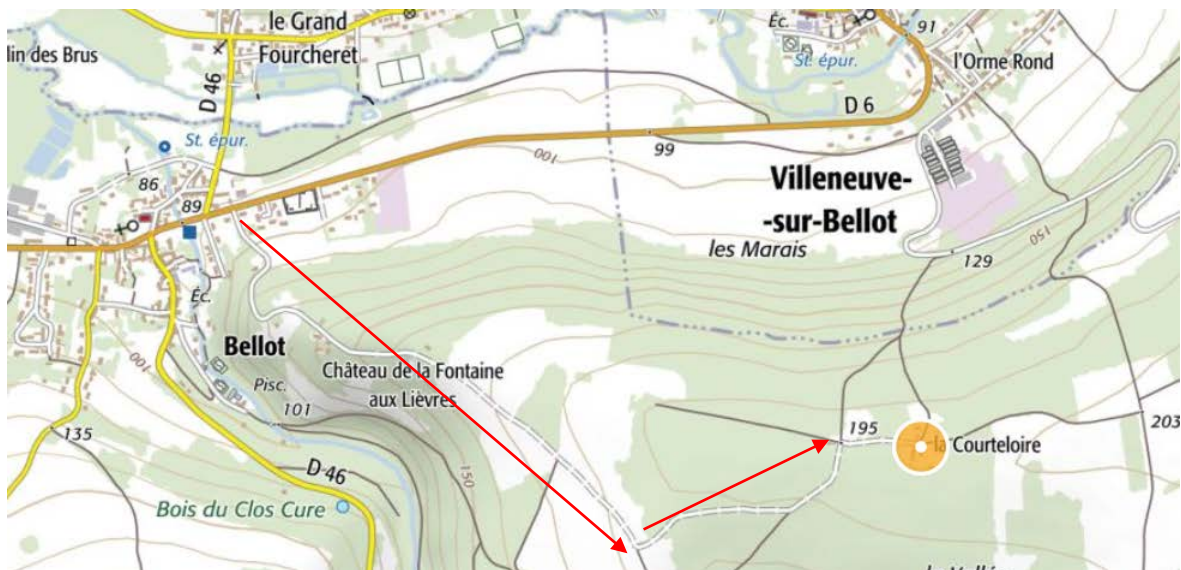 le Grand
Fourcheret
lin des Brus
D 46
St. épur.
86
89
Éc.
91
St. épur.
l'Orme Rond
D 6
99
100
Villeneuve-
-sur-Bellot
les Marais
129
150
Éc.
Bellot
Pisc.
101
100
135
D 46
Bois du Clos Cure
Château de la Fontaine
aux Lièvres
150
195
la Courteloire
203